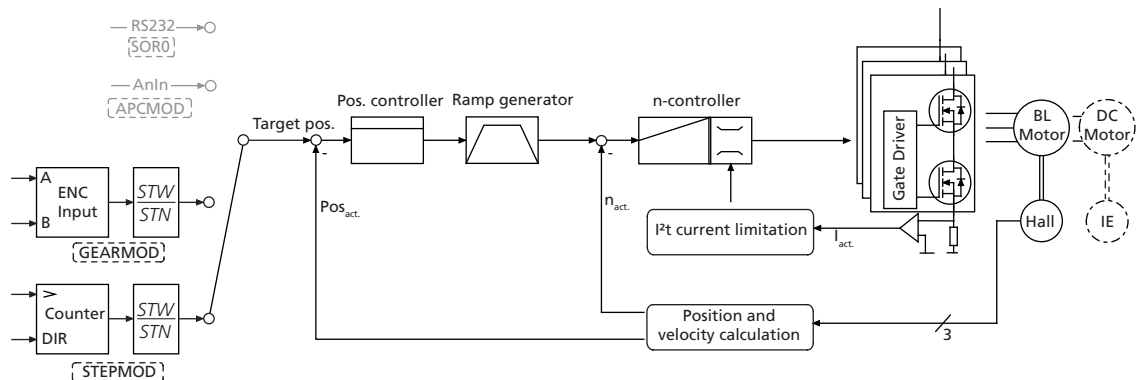 RS232
SOR0
AnIn
APCMOD
Target pos.
Pos. controller
Ramp generator
n-controller
Gate Driver
BL
Motor
DC
Motor
A
B
ENC
Input
STW
STN
GEARMOD
-
-
Pos act.
n act.
I²t current limitation
I act.
Hall
IE
>
Counter
DIR
STW
STN
STEPMOD
Position and
velocity calculation
3